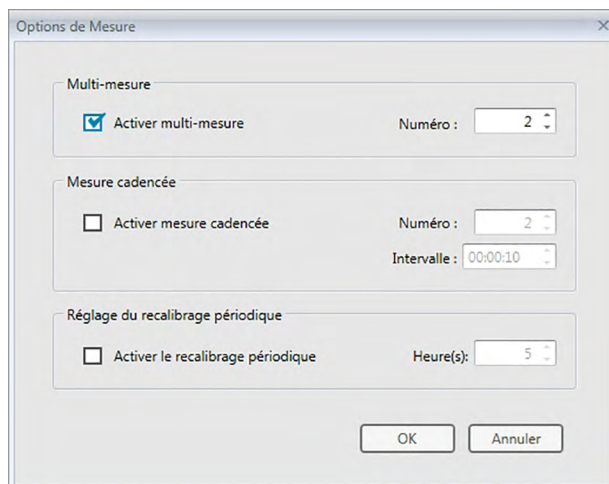 Options de Mesure
Multi-mesure
Activer multi-mesure Numéro : 2
Mesure cadencée
Activer mesure cadencée Numéro : 2
Intervalle : 00:00:10
Réglage du recalibrage périodique
Activer le recalibrage périodique Heure(s): 5
OK Annuler